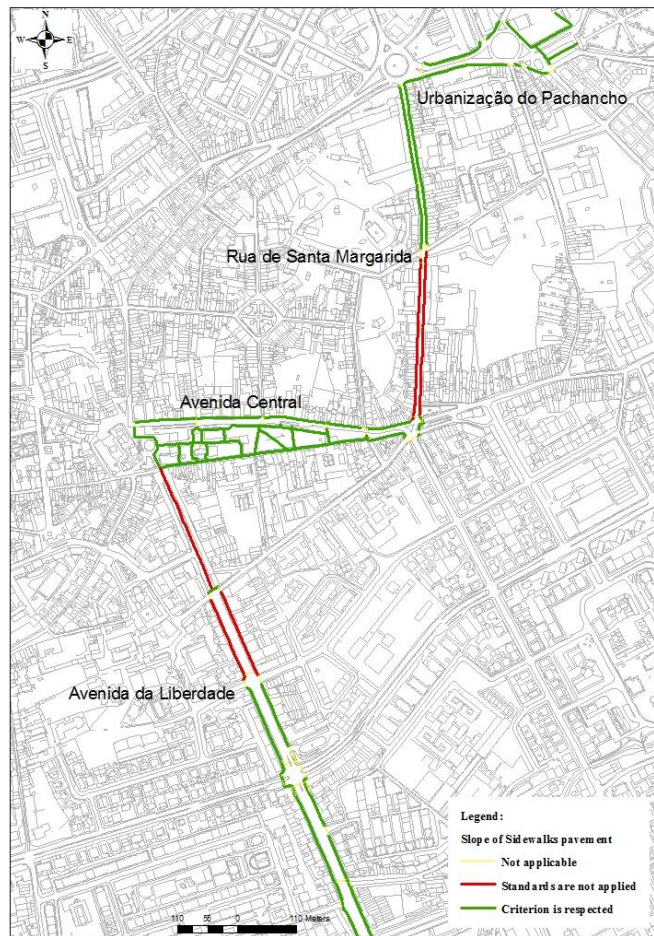 N
W E
S
Urbanização do Pachancho
Rua de Santa Margarida
Avenida Central
Avenida da Liberdade
Legend:
Slope of Sidewalks pavement
Not applicable
Standards are not applied
Criterion is respected
110 55 0 110 Meters